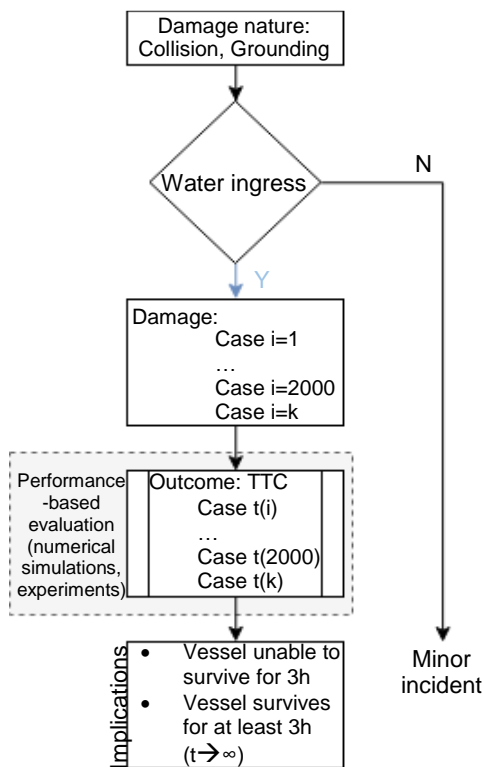 Damage nature:
Collision, Grounding
Water ingress
N
Y
Damage:
Case i=1
…
Case i=2000
Case i=k
Performance
-based
evaluation
(numerical
simulations,
experiments)
Outcome: TTC
Case t(i)
…
Case t(2000)
Case t(k)
Implications
• Vessel unable to
survive for 3h
• Vessel survives
for at least 3h
(t→∞)
Minor
incident